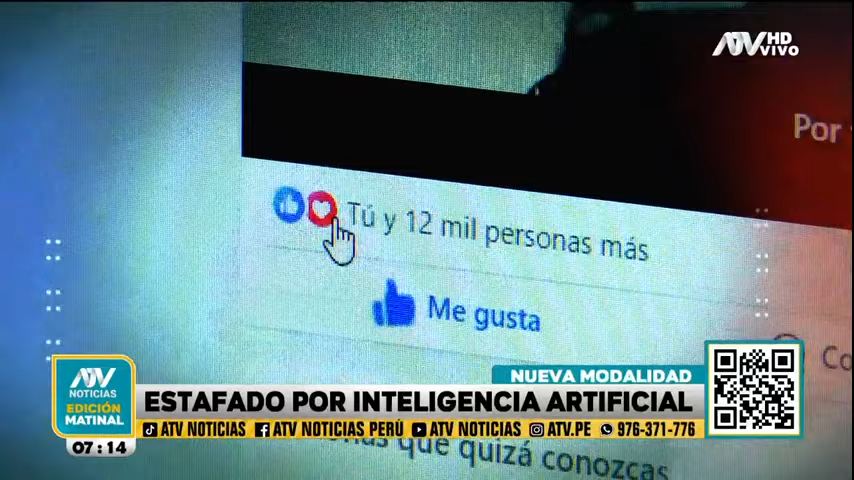 ATV HD
VIVO
Por
Tú y 12 mil personas más
Me gusta
Co
NUEVA MODALIDAD
ATV
NOTICIAS
EDICIÓN
MATINAL
ESTAFADO POR INTELIGENCIA ARTIFICIAL
ATV NOTICIAS ATV NOTICIAS PERÚ ATV NOTICIAS ATV.PE 976-371-776
07:14
que quizá conozcas